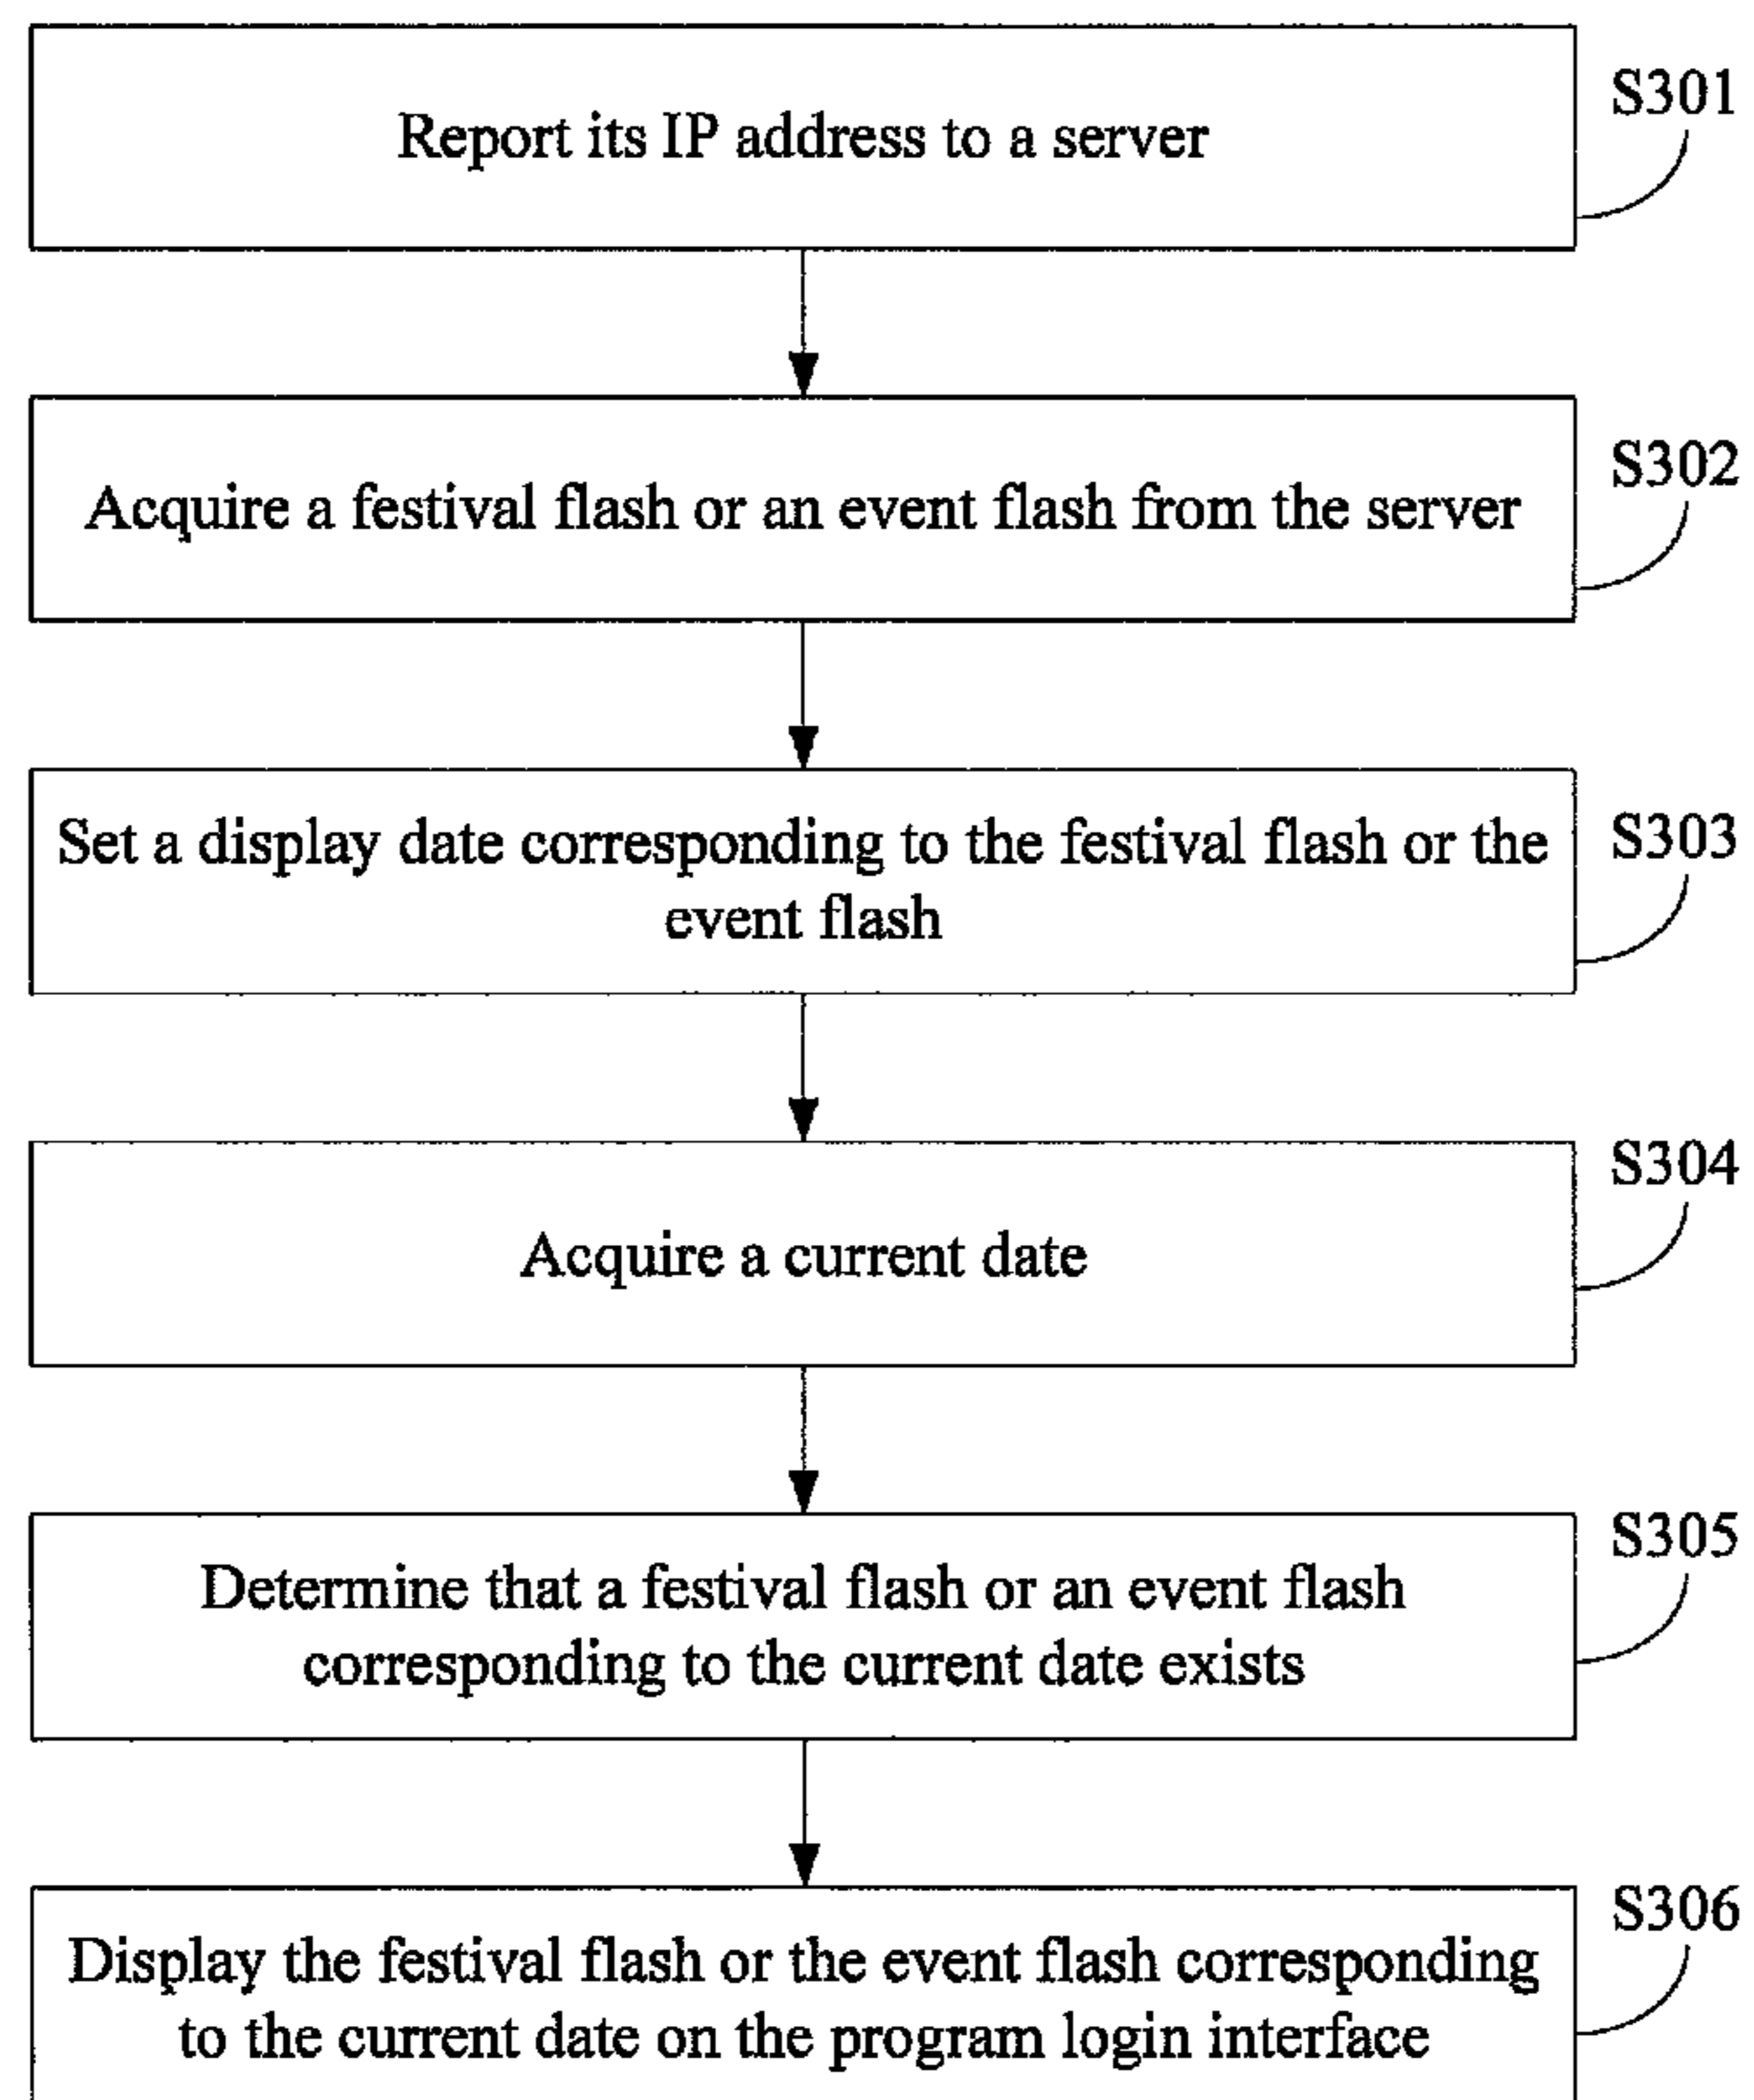 S301
Report its IP address to a server
S302
Acquire a festival flash or an event flash from the server
S303
Set a display date corresponding to the festival flash or the
event flash
S304
Acquire a current date
S305
Determine that a festival flash or an event flash
corresponding to the current date exists
S306
Display the festival flash or the event flash corresponding
to the current date on the program login interface